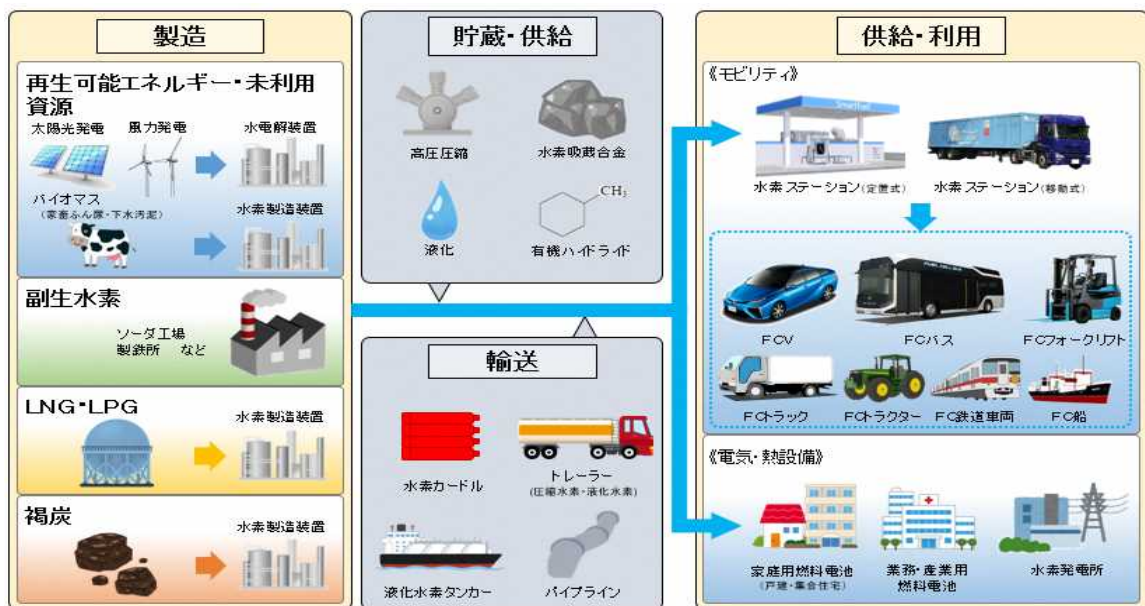 製造
再生可能エネルギー・未利用
資源
太陽光発電
風力発電
水電解装置
バイオマス
(家畜ふん尿・下水汚泥)
水素製造装置
副生水素
ソーダ工場
製鉄所 など
LNG・LPG
水素製造装置
褐炭
水素製造装置
貯蔵・供給
高圧圧縮
水素吸蔵合金
CH3
液化
有機ハイドライド
輸送
水素カードル
トレーラー
(圧縮水素・液化水素)
液化水素タンカー
パイプライン
供給・利用
《モビリティ》
水素ステーション(定置式)
水素ステーション(移動式)
FCV
FCバス
FCフォークリフト
FCトラック
FCトラクター
FC鉄道車両
FC船
《電気・熱設備》
家庭用燃料電池
(戸建・集合住宅)
業務・産業用
燃料電池
水素発電所